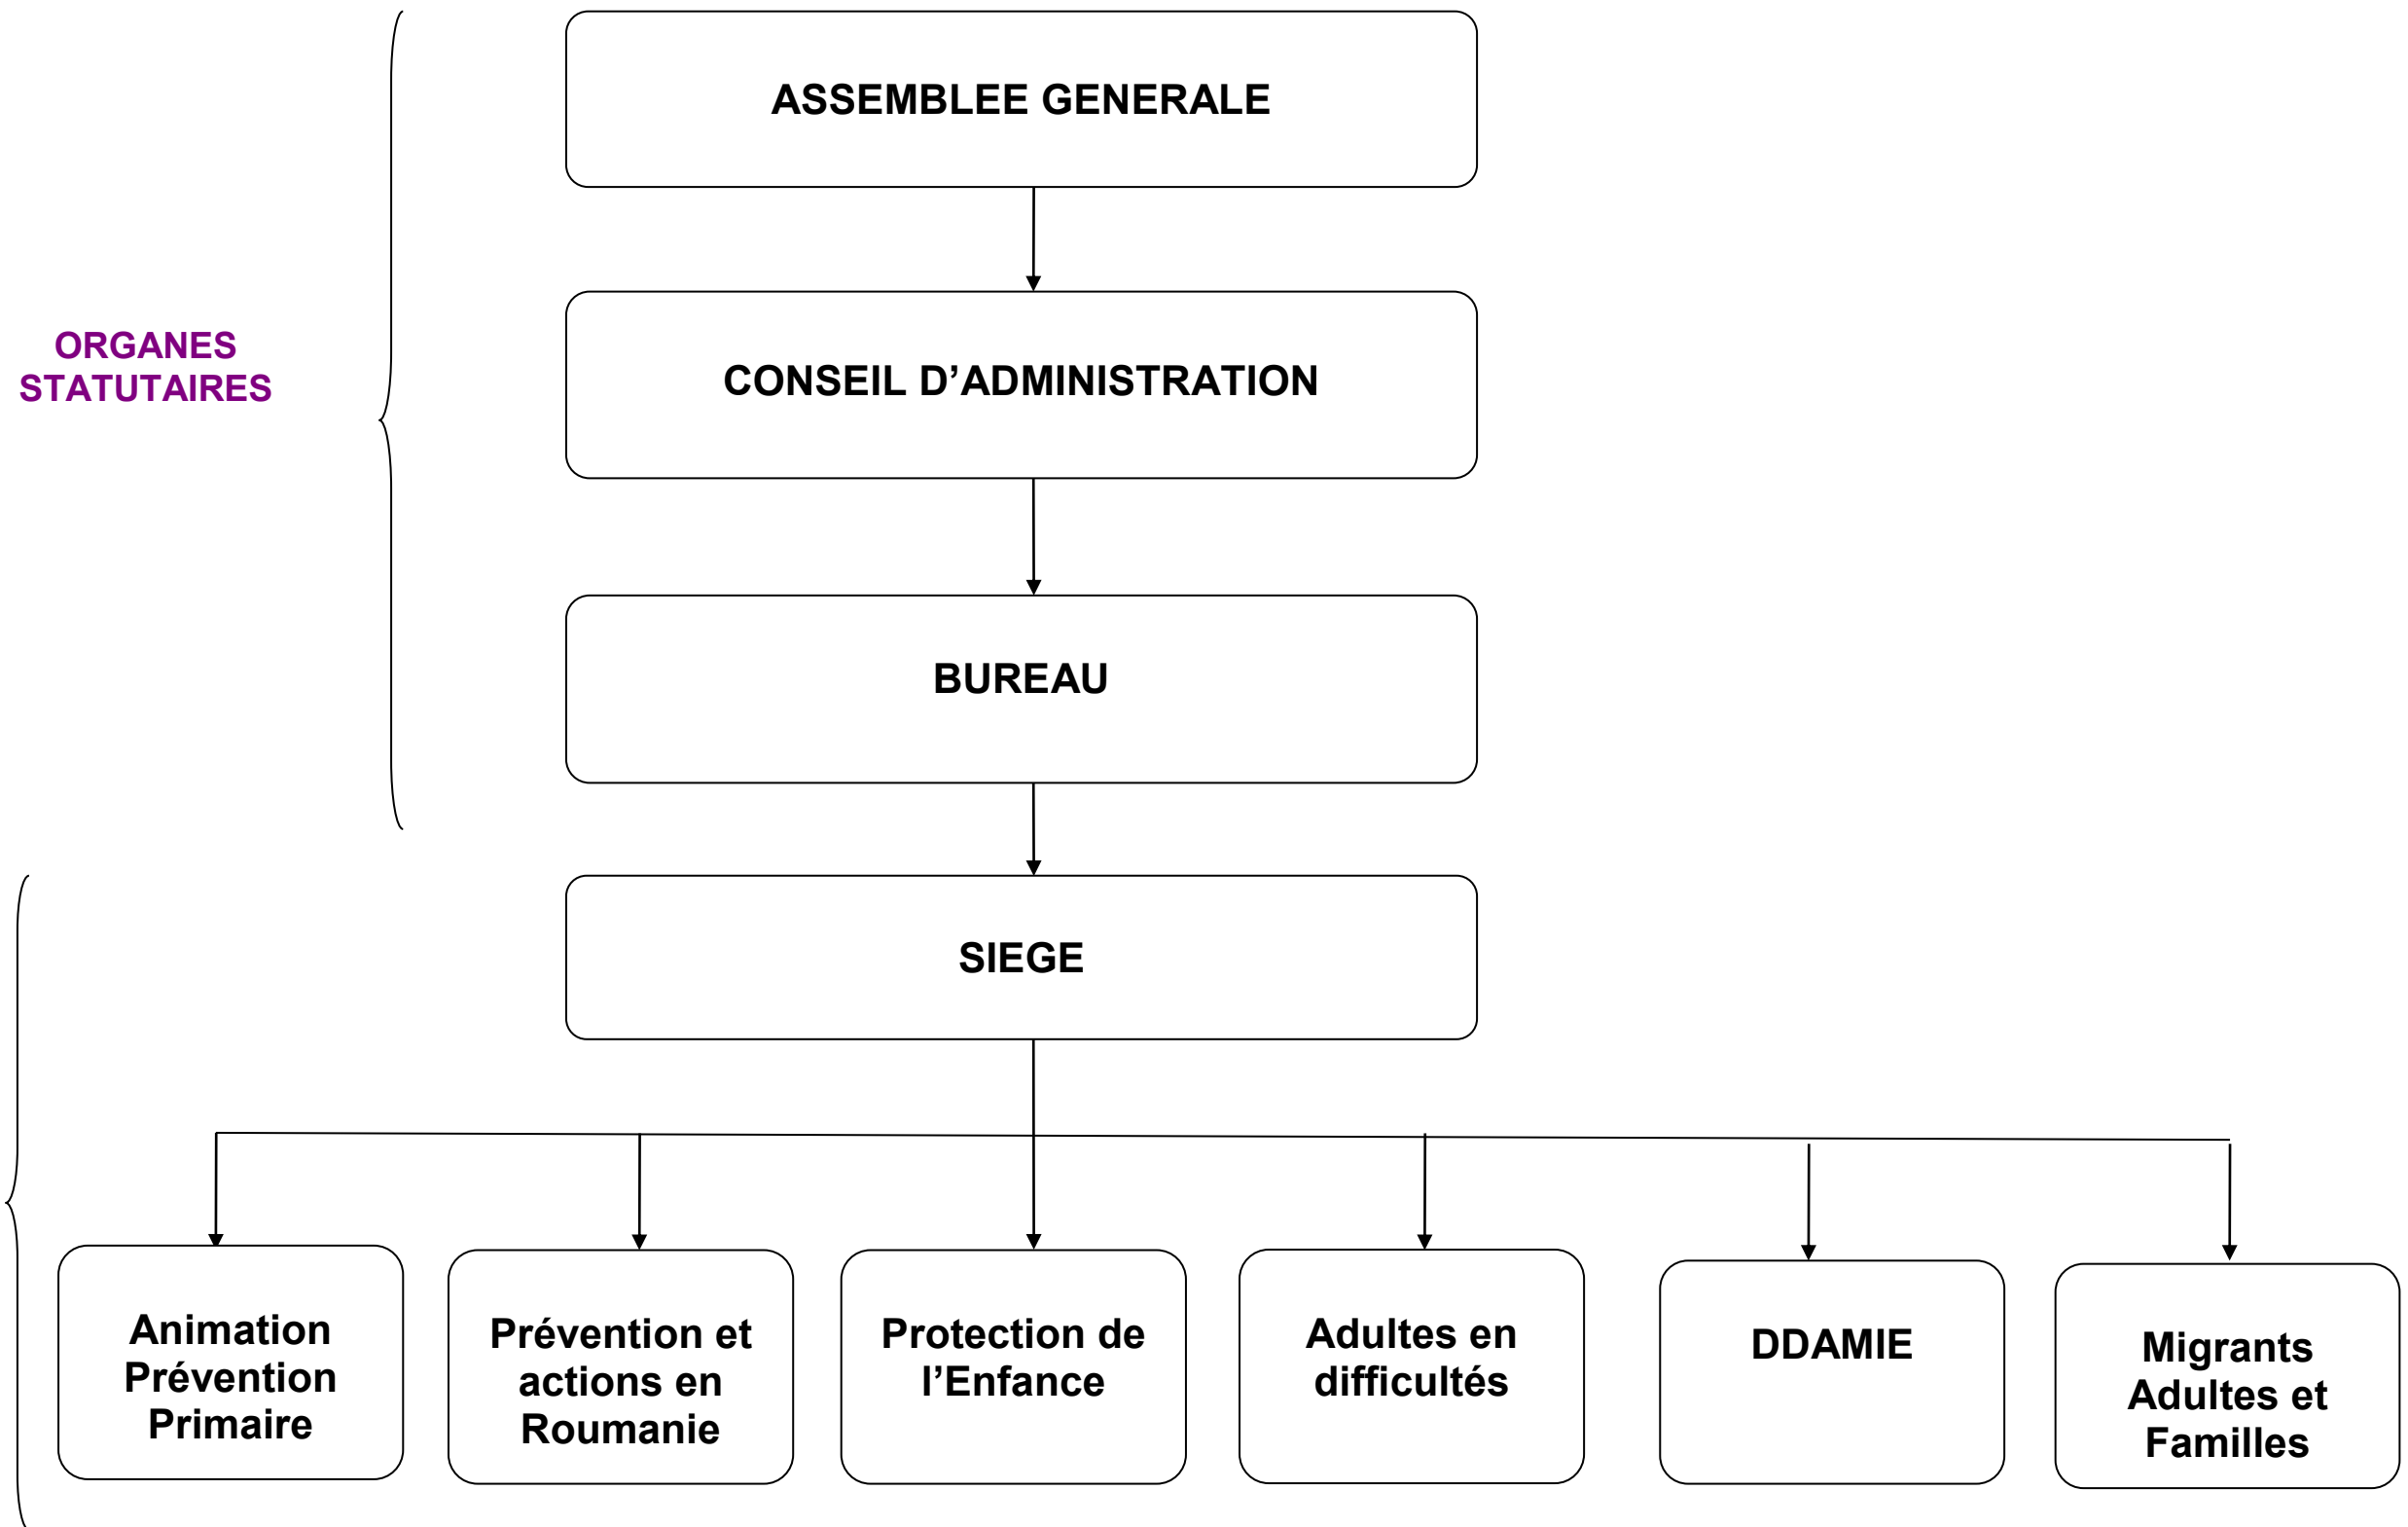 ASSEMBLEE GENERALE
ORGANES
STATUTAIRES
CONSEIL D’ADMINISTRATION
BUREAU
SIEGE
Animation
Prévention
Primaire
Prévention et
actions en
Roumanie
Protection de
l’Enfance
Adultes en
difficultés
DDAMIE
Migrants
Adultes et
Familles